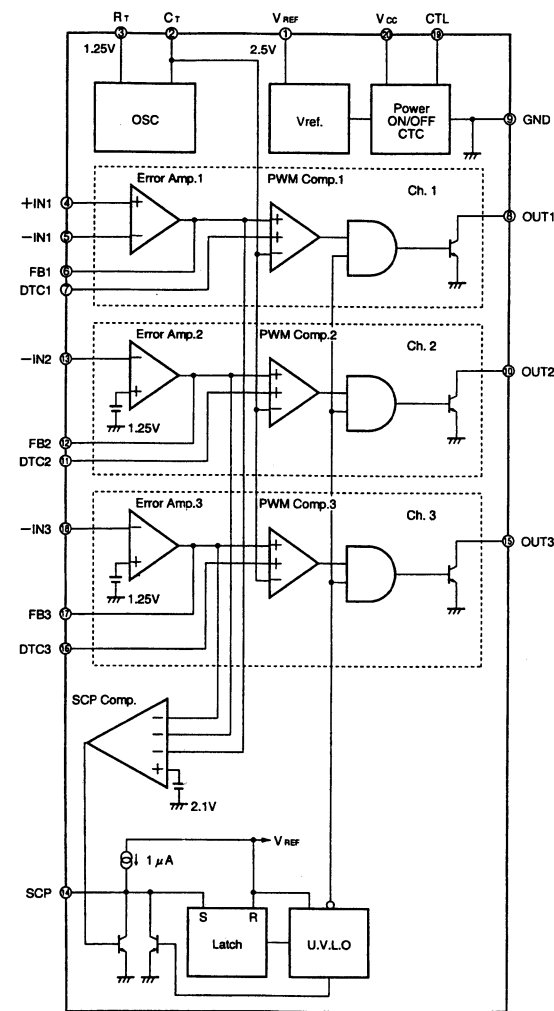 RT CT VREF VCC CTL
3 2 1 20 19
1.25V 2.5V
OSC Vref. Power ON/OFF CTC 9 GND
Error Amp.1 PWM Comp.1 Ch. 1
+IN1 4 + + 8 OUT1
−IN1 5 − +
FB1 6 −
DTC1 7
Error Amp.2 PWM Comp.2 Ch. 2
−IN2 13 − + 10 OUT2
+ +
1.25V −
FB2 12
DTC2 11
Error Amp.3 PWM Comp.3 Ch. 3
−IN3 18 − + 15 OUT3
+ +
1.25V −
FB3 17
DTC3 16
SCP Comp.
−
−
−
+
2.1V
VREF
1 μA
SCP 14
S R
Latch U.V.L.O